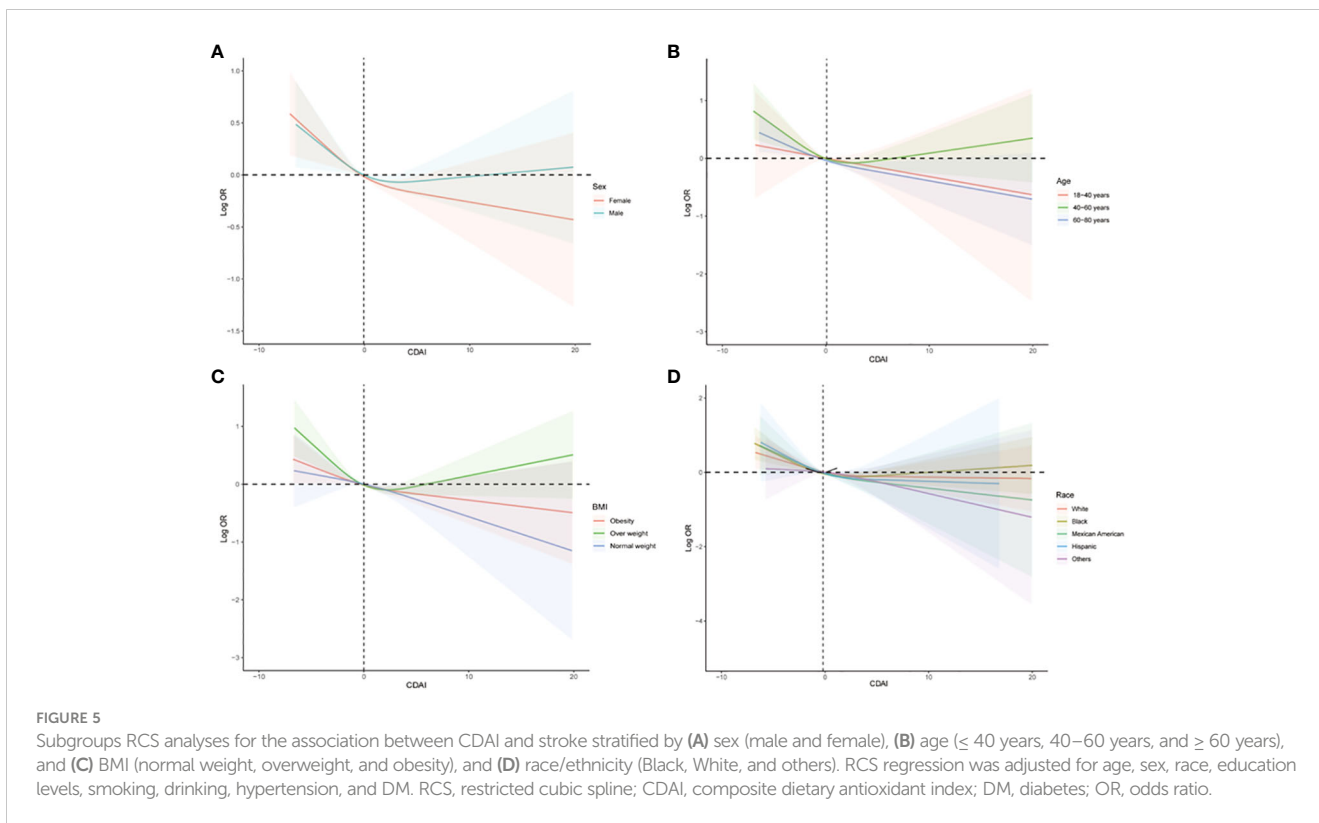 A
1.0
0.5
0.0
−0.5
−1.0
−1.5
Log OR
−10
0
10
20
CDAI
Sex
Female
Male
B
1
0
−1
−2
−3
Log OR
−10
0
10
20
CDAI
Age
18−40 years
40−60 years
60−80 years
C
1
0
−1
−2
−3
Log OR
−10
0
10
20
CDAI
BMI
Obesity
Over weight
Normal weight
D
2
0
−2
−4
Log OR
−10
0
10
20
CDAI
Race
White
Black
Mexican American
Hispanic
Others
FIGURE 5
Subgroups RCS analyses for the association between CDAI and stroke stratified by (A) sex (male and female), (B) age (≤ 40 years, 40–60 years, and ≥ 60 years),
and (C) BMI (normal weight, overweight, and obesity), and (D) race/ethnicity (Black, White, and others). RCS regression was adjusted for age, sex, race, education
levels, smoking, drinking, hypertension, and DM. RCS, restricted cubic spline; CDAI, composite dietary antioxidant index; DM, diabetes; OR, odds ratio.